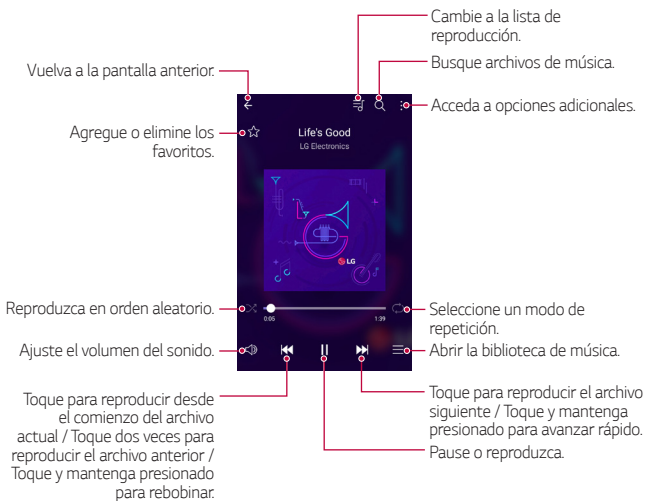 Cambie a la lista de
reproducción.
Vuelva a la pantalla anterior.
Busque archivos de música.
Acceda a opciones adicionales.
Agregue o elimine los
favoritos.
Life's Good
LG Electronics
LG
Reproduzca en orden aleatorio.
0:05
1:39
Seleccione un modo de
repetición.
Ajuste el volumen del sonido.
Abrir la biblioteca de música.
Toque para reproducir desde
el comienzo del archivo
actual / Toque dos veces para
reproducir el archivo anterior /
Toque y mantenga presionado
para rebobinar.
Toque para reproducir el archivo
siguiente / Toque y mantenga
presionado para avanzar rápido.
Pause o reproduzca.